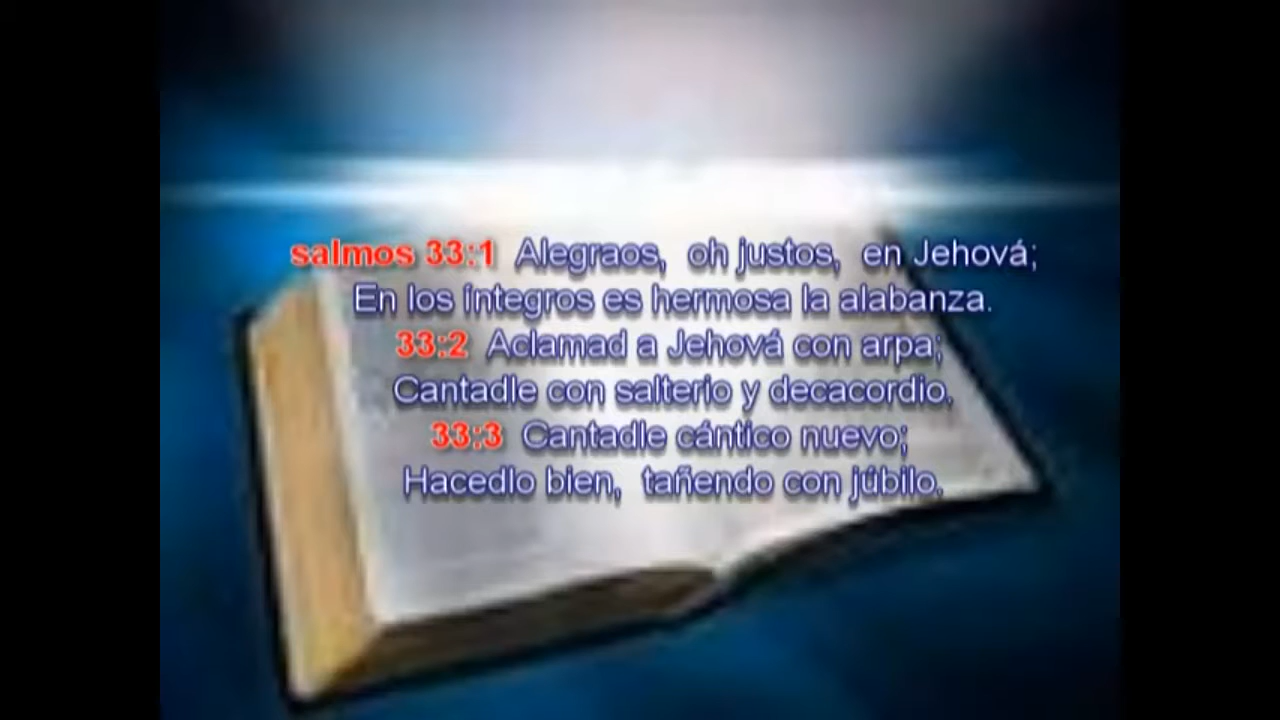 salmos 33:1 Alegraos, oh justos, en Jehová;
En los íntegros es hermosa la alabanza.
33:2 Aclamad a Jehová con arpa;
Cantadle con salterio y decacordio.
33:3 Cantadle cántico nuevo;
Hacedlo bien, tañendo con júbilo.